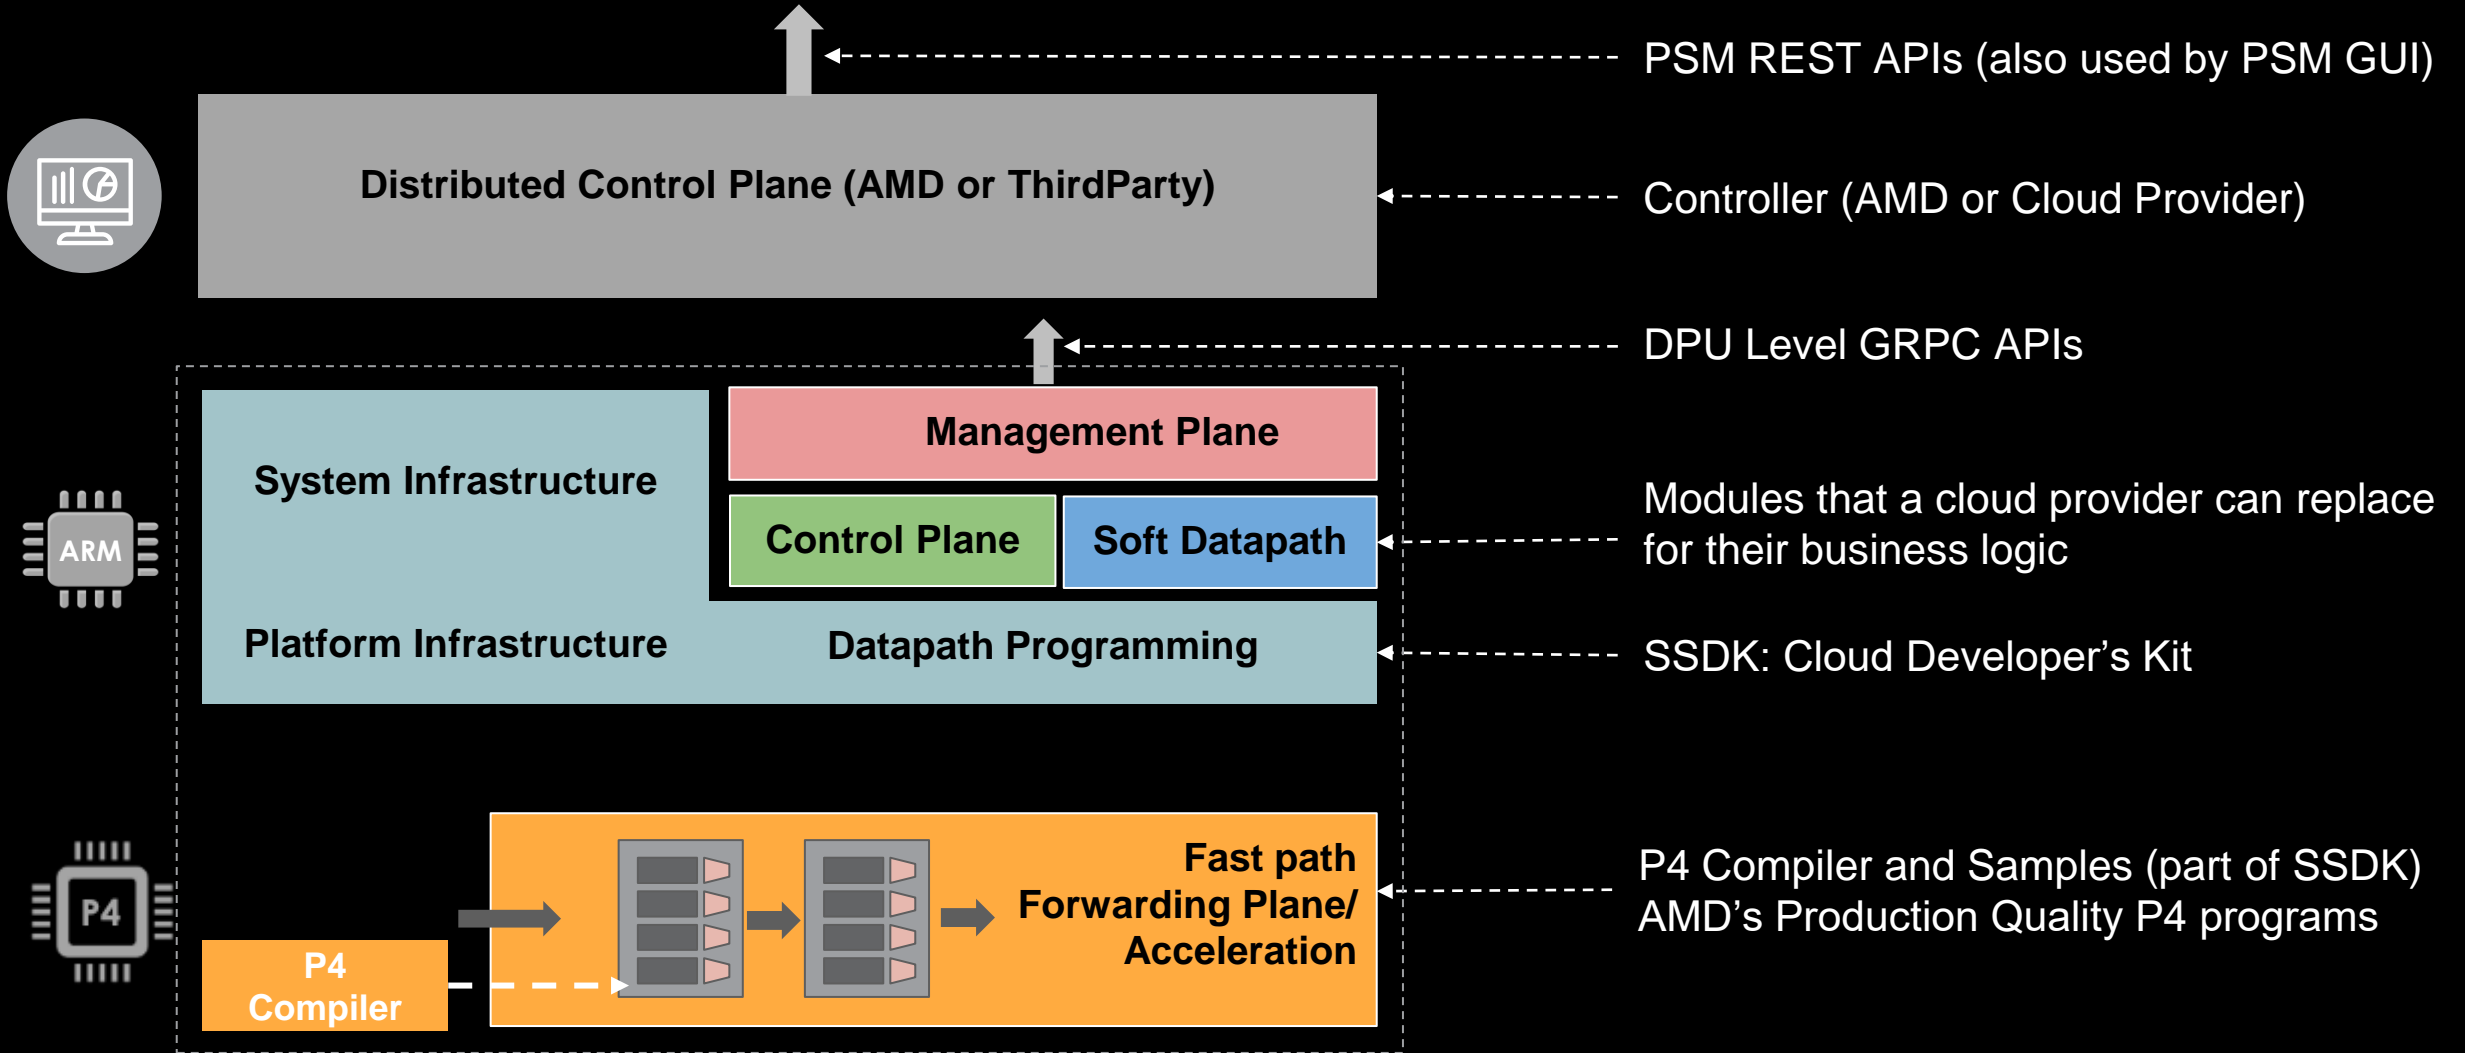 PSM REST APIs (also used by PSM GUI)
Distributed Control Plane (AMD or ThirdParty)
Controller (AMD or Cloud Provider)
DPU Level GRPC APIs
Management Plane
System Infrastructure
Control Plane
Soft Datapath
Modules that a cloud provider can replace
for their business logic
ARM
Platform Infrastructure
Datapath Programming
SSDK: Cloud Developer’s Kit
Fast path
Forwarding Plane/
Acceleration
P4 Compiler and Samples (part of SSDK)
AMD’s Production Quality P4 programs
P4
P4
Compiler